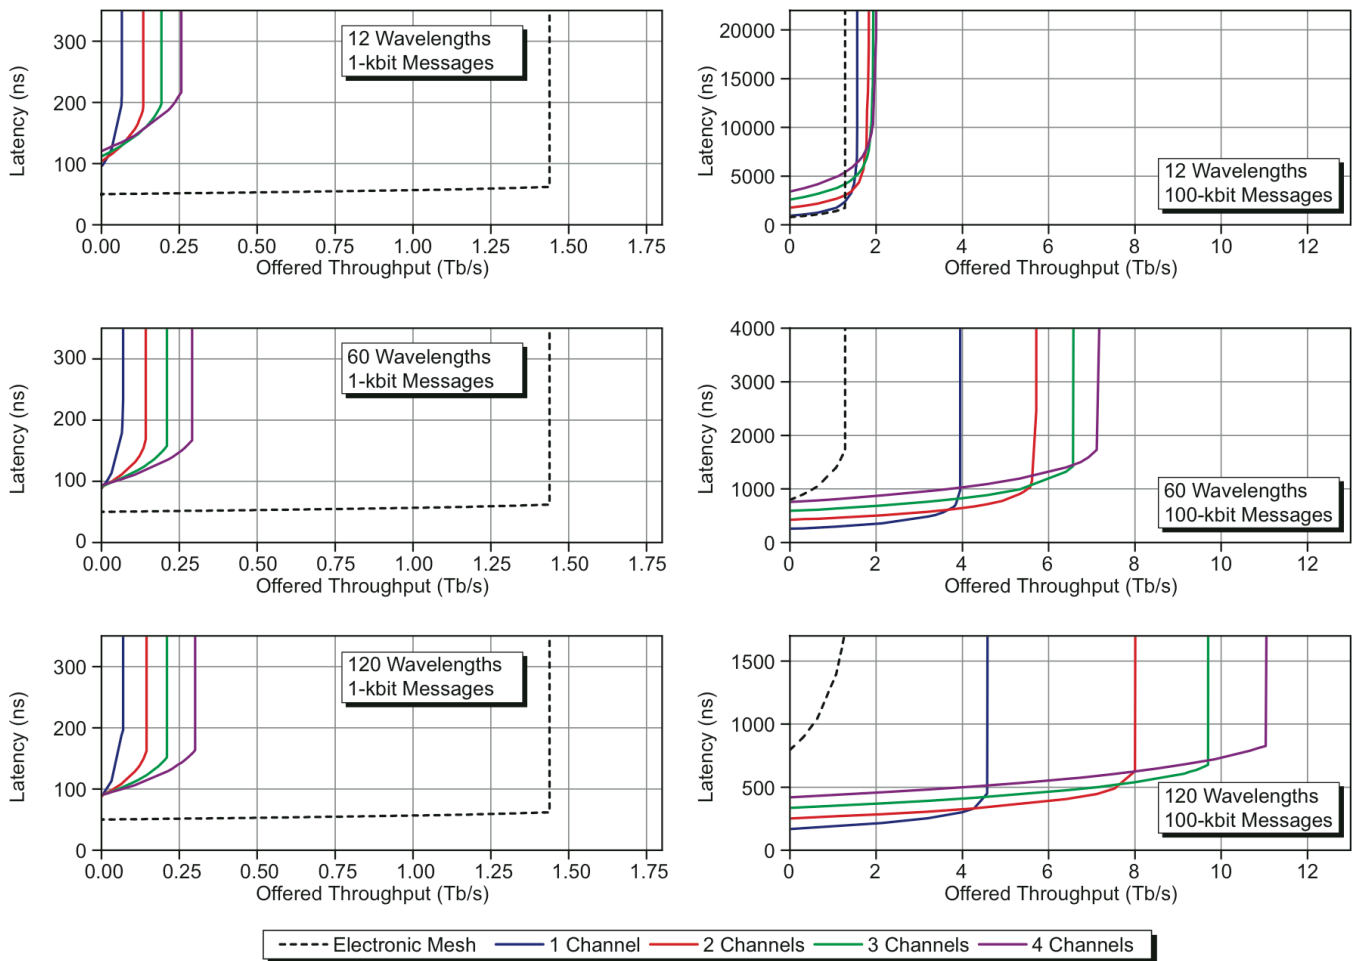 Latency (ns)
300
200
100
0
0.00 0.25 0.50 0.75 1.00 1.25 1.50 1.75
Offered Throughput (Tb/s)
12 Wavelengths
1-kbit Messages
Latency (ns)
20000
15000
10000
5000
0
0 2 4 6 8 10 12
Offered Throughput (Tb/s)
12 Wavelengths
100-kbit Messages
Latency (ns)
300
200
100
0
0.00 0.25 0.50 0.75 1.00 1.25 1.50 1.75
Offered Throughput (Tb/s)
60 Wavelengths
1-kbit Messages
Latency (ns)
4000
3000
2000
1000
0
0 2 4 6 8 10 12
Offered Throughput (Tb/s)
60 Wavelengths
100-kbit Messages
Latency (ns)
300
200
100
0
0.00 0.25 0.50 0.75 1.00 1.25 1.50 1.75
Offered Throughput (Tb/s)
120 Wavelengths
1-kbit Messages
Latency (ns)
1500
1000
500
0
0 2 4 6 8 10 12
Offered Throughput (Tb/s)
120 Wavelengths
100-kbit Messages
Electronic Mesh 1 Channel 2 Channels 3 Channels 4 Channels